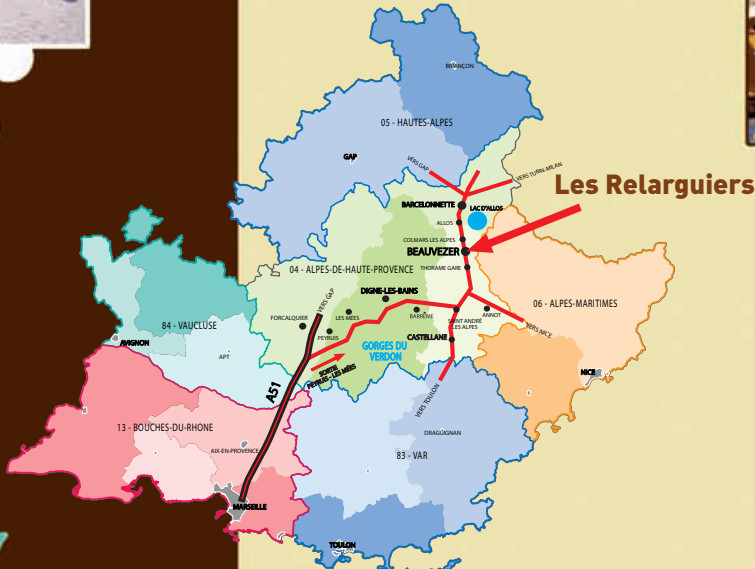 BRIANÇON
05 - HAUTES-ALPES
GAP
VERS GAP
VERS TURIN-MILAN
Les Relarguiers
BARCELONNETTE
LAC D'ALLOS
ALLOS
COLMARS LES ALPES
BEAUVEZER
THORAME GARE
04 - ALPES-DE-HAUTE-PROVENCE
DIGNE-LES-BAINS
06 - ALPES-MARITIMES
VERS GAP
FORCALQUIER
LES MÉES
BARRÊME
SAINT ANDRÉ
LES ALPES
ANNOT
VERS NICE
84 - VAUCLUSE
PEYRUIS
AVIGNON
APT
GORGES DU
VERDON
CASTELLANE
SORTIE
PEYRUIS - LES MÉES
NICE
A51
VERS TOULON
13 - BOUCHES-DU-RHONE
DRAGUIGNAN
AIX-EN-PROVENCE
83 - VAR
MARSEILLE
TOULON